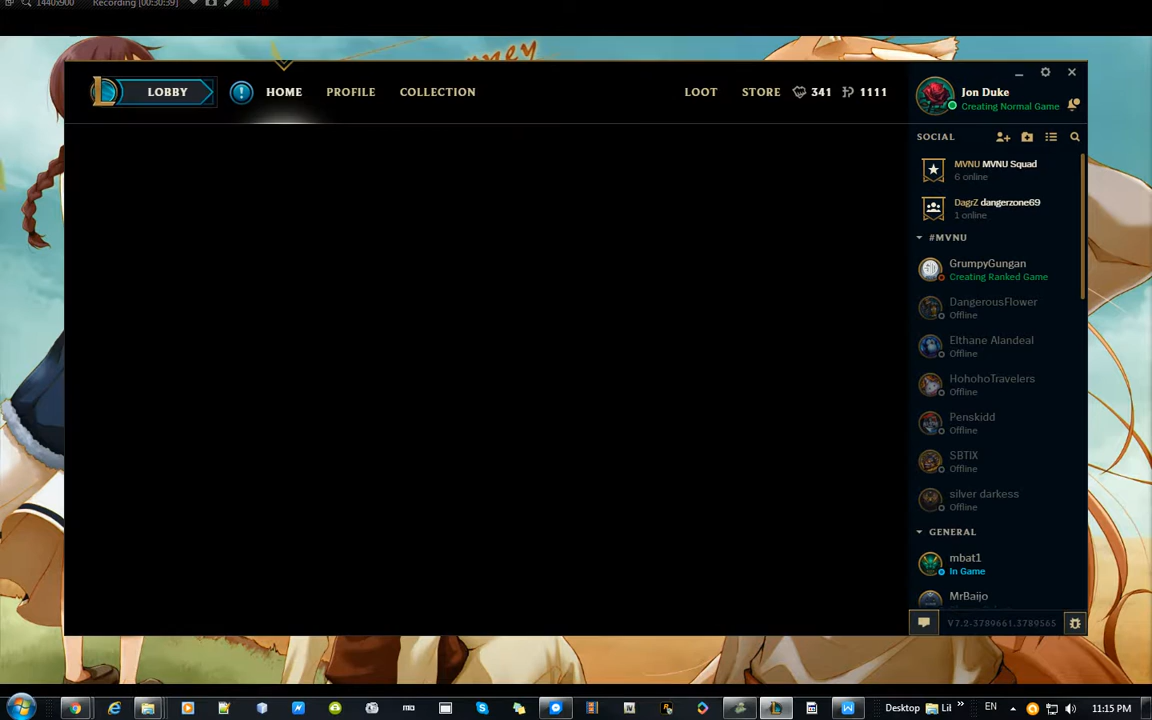 1440x900 Recording [00:30:39]
LOBBY HOME PROFILE COLLECTION LOOT STORE 341 1111
Jon Duke
Creating Normal Game
SOCIAL
MVNU MVNU Squad
6 online
DagrZ dangerzone69
1 online
#MVNU
GrumpyGungan
Creating Ranked Game
DangerousFlower
Offline
Elthane Alandeal
Offline
HohohoTravelers
Offline
Penskidd
Offline
SBTIX
Offline
silver darkess
Offline
GENERAL
mbat1
In Game
MrBaijo
V7.2-3789661.3789565
Desktop Lil » EN 11:15 PM